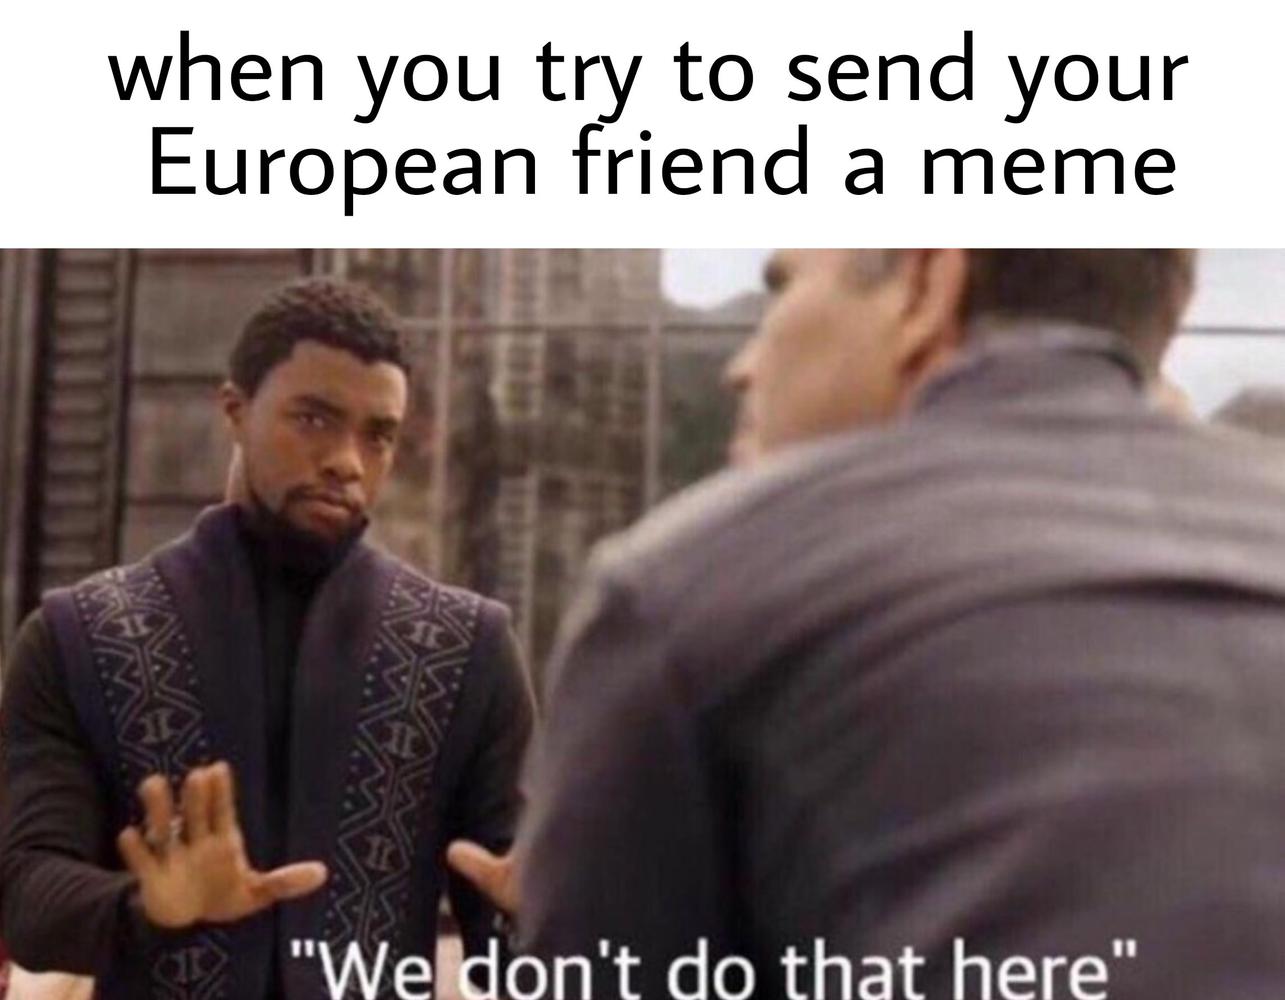 when you try to send your
European friend a meme
"We don't do that here"